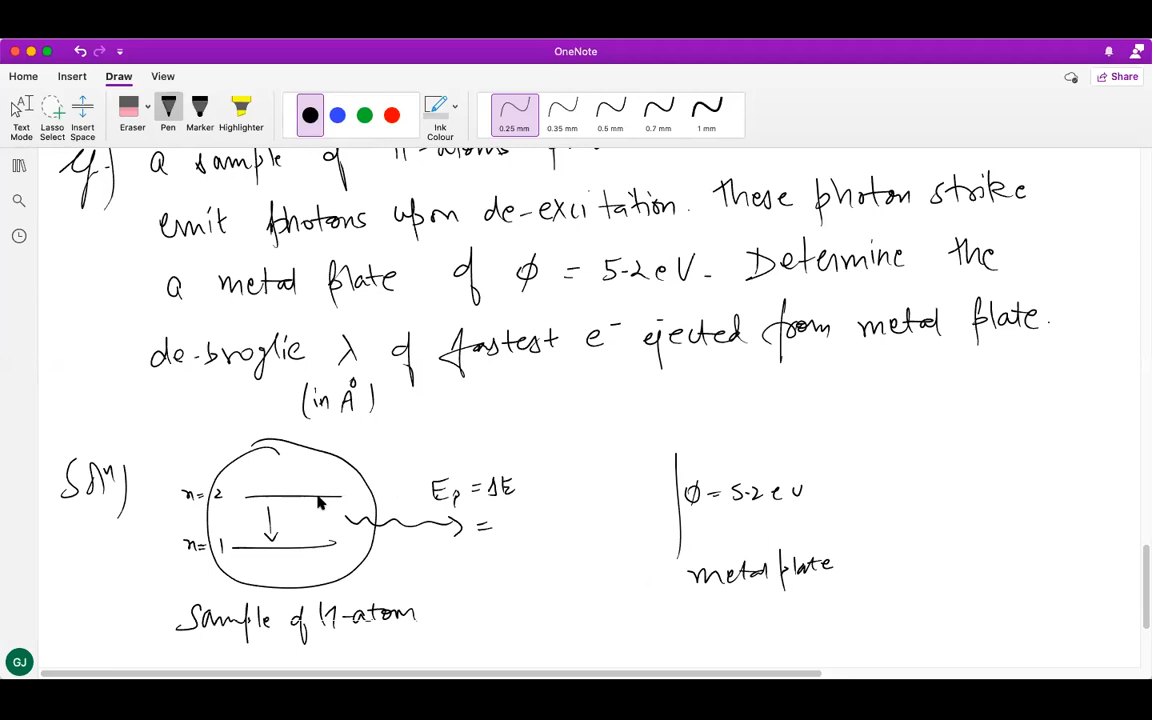 OneNote
Home Insert Draw View
Share
Text Mode
Lasso Select
Insert Space
Eraser
Pen
Marker
Highlighter
Ink Colour
0.25 mm
0.35 mm
0.5 mm
0.7 mm
1 mm
a sample of H-atoms
emit photons upon de-excitation. These photon strike
a metal plate of ϕ = 5.2 eV. Determine the
de-broglie λ of fastest e⁻ ejected from metal plate.
(in Å)
Solⁿ)
n=2
n=1
E_p = ΔE
=
sample of H-atom
ϕ = 5.2 eV
metal plate
GJ